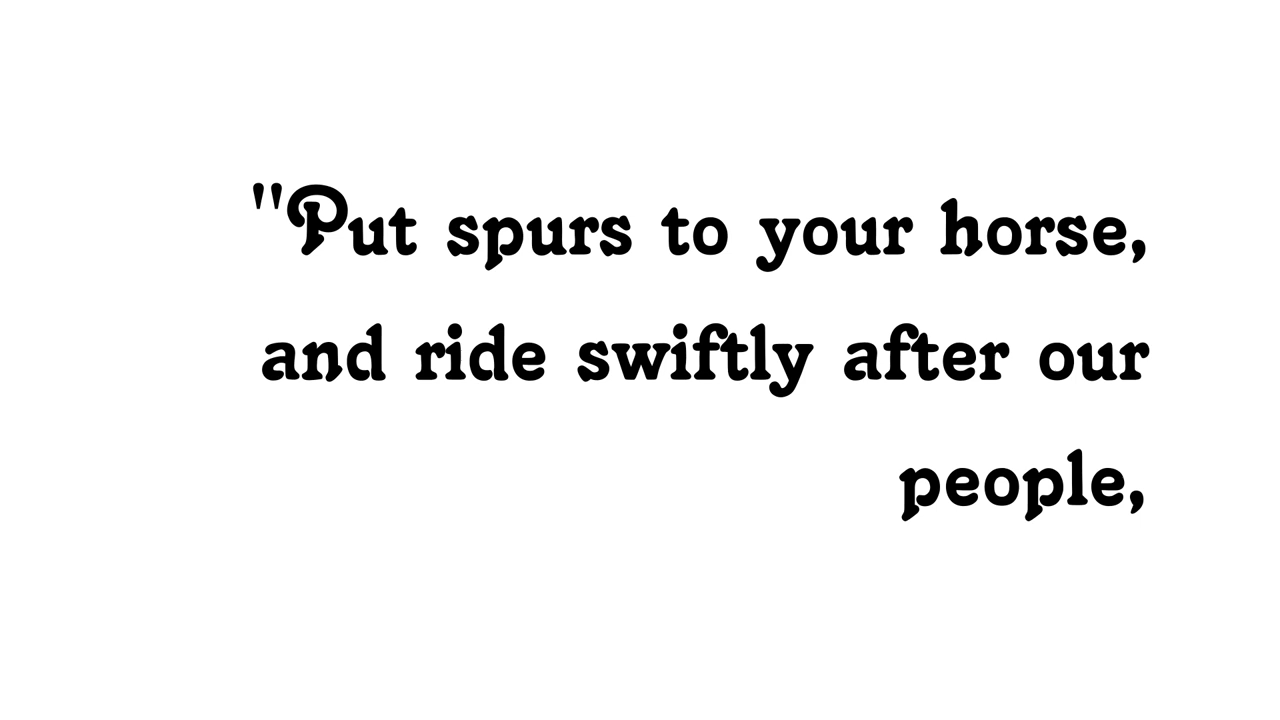 "Put spurs to your horse,
and ride swiftly after our
people,